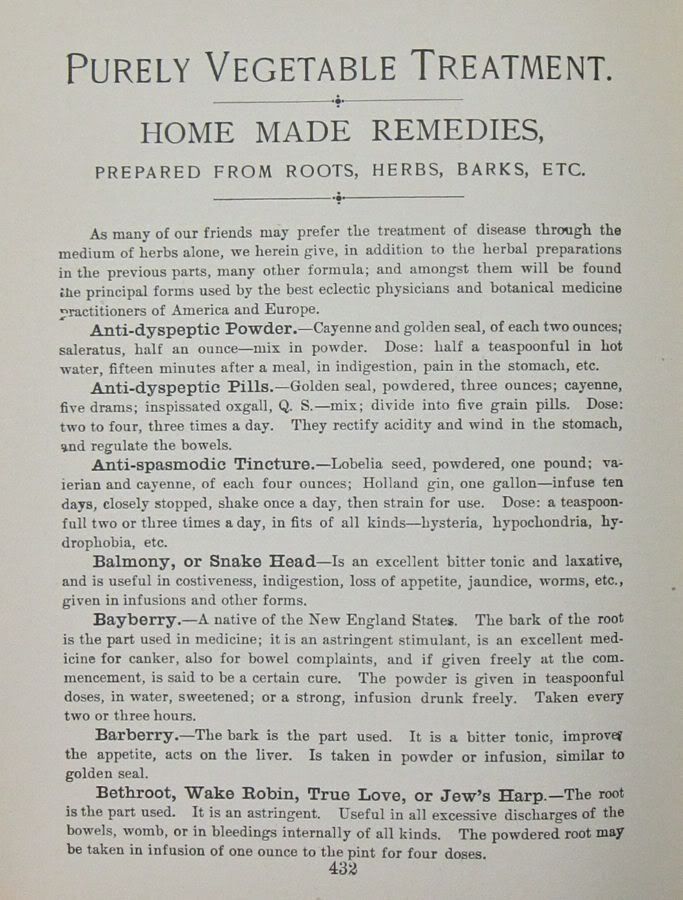 PURELY VEGETABLE TREATMENT.
HOME MADE REMEDIES,
PREPARED FROM ROOTS, HERBS, BARKS, ETC.
As many of our friends may prefer the treatment of disease through the
medium of herbs alone, we herein give, in addition to the herbal preparations
in the previous parts, many other formula; and amongst them will be found
the principal forms used by the best eclectic physicians and botanical medicine
practitioners of America and Europe.
Anti-dyspeptic Powder.—Cayenne and golden seal, of each two ounces;
saleratus, half an ounce—mix in powder. Dose: half a teaspoonful in hot
water, fifteen minutes after a meal, in indigestion, pain in the stomach, etc.
Anti-dyspeptic Pills.—Golden seal, powdered, three ounces; cayenne,
five drams; inspissated oxgall, Q. S.—mix; divide into five grain pills. Dose:
two to four, three times a day. They rectify acidity and wind in the stomach,
and regulate the bowels.
Anti-spasmodic Tincture.—Lobelia seed, powdered, one pound; va-
lerian and cayenne, of each four ounces; Holland gin, one gallon—infuse ten
days, closely stopped, shake once a day, then strain for use. Dose: a teaspoon-
full two or three times a day, in fits of all kinds—hysteria, hypochondria, hy-
drophobia, etc.
Balmony, or Snake Head—Is an excellent bitter tonic and laxative,
and is useful in costiveness, indigestion, loss of appetite, jaundice, worms, etc.,
given in infusions and other forms.
Bayberry.—A native of the New England States. The bark of the root
is the part used in medicine; it is an astringent stimulant, is an excellent med-
icine for canker, also for bowel complaints, and if given freely at the com-
mencement, is said to be a certain cure. The powder is given in teaspoonful
doses, in water, sweetened; or a strong, infusion drunk freely. Taken every
two or three hours.
Barberry.—The bark is the part used. It is a bitter tonic, improves
the appetite, acts on the liver. Is taken in powder or infusion, similar to
golden seal.
Bethroot, Wake Robin, True Love, or Jew's Harp.—The root
is the part used. It is an astringent. Useful in all excessive discharges of the
bowels, womb, or in bleedings internally of all kinds. The powdered root may
be taken in infusion of one ounce to the pint for four doses.
432